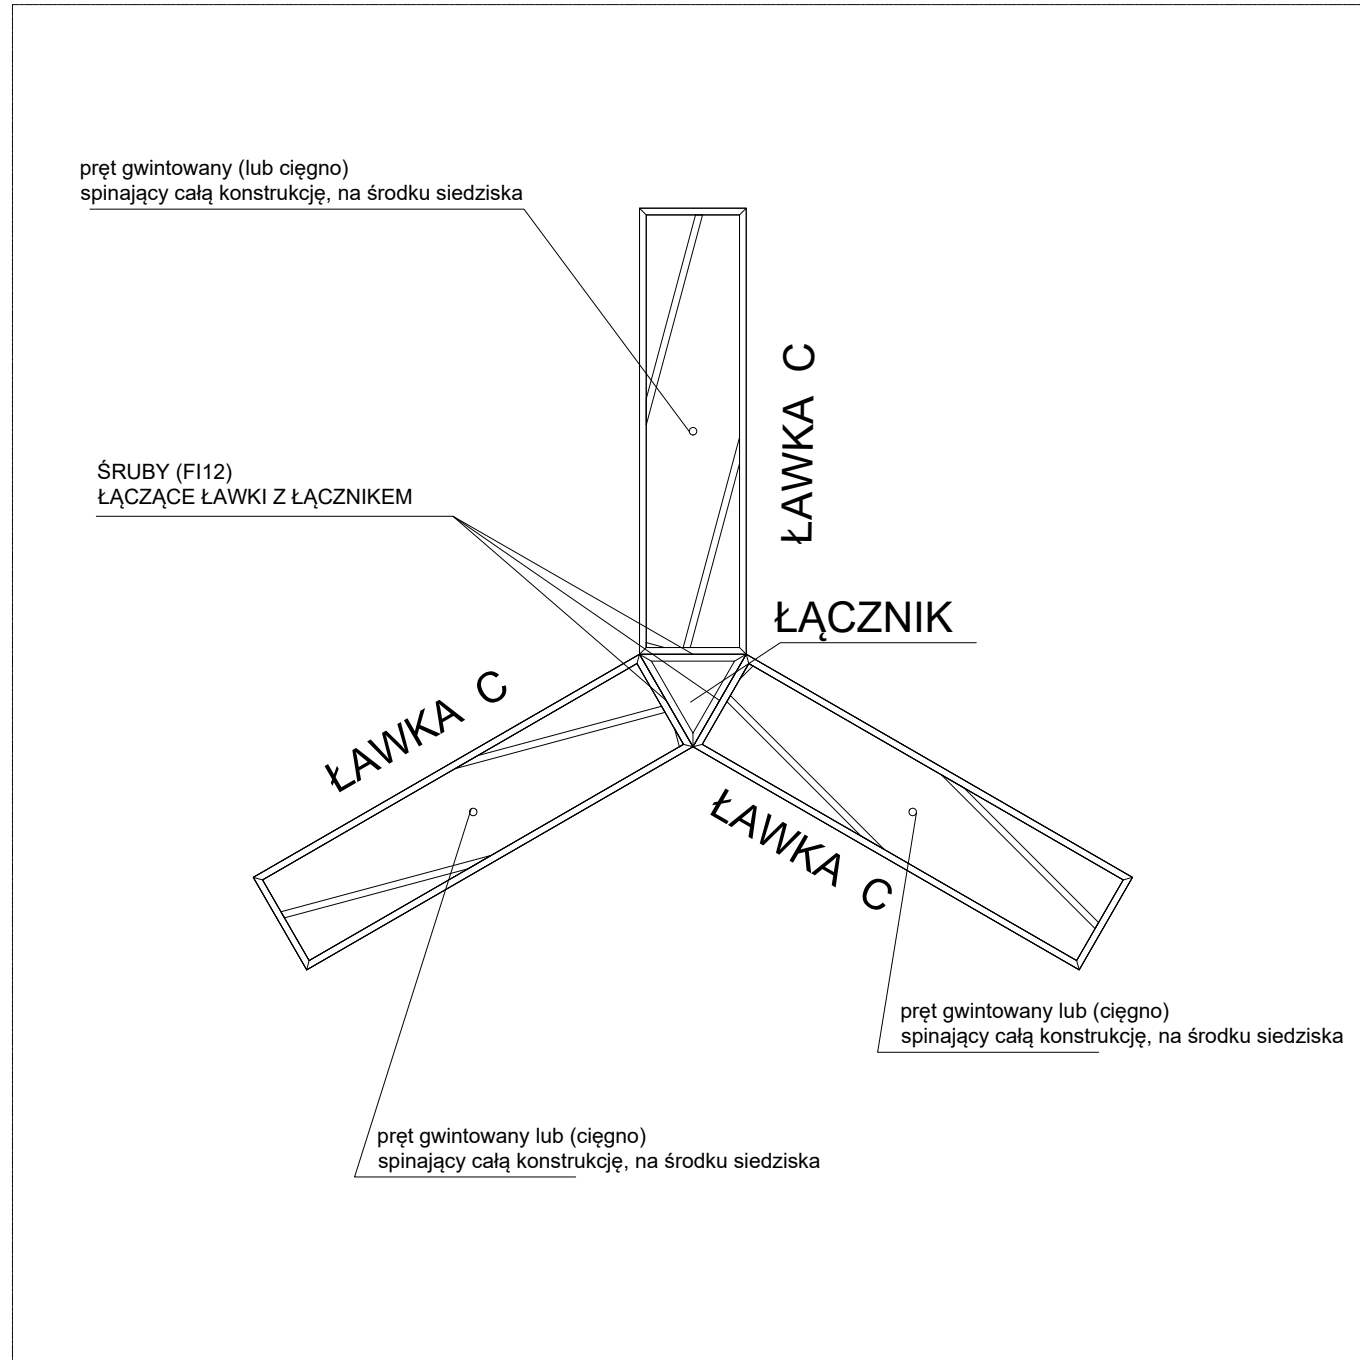 pręt gwintowany (lub cięgno)
spinający całą konstrukcję, na środku siedziska
ŁAWKA C
ŚRUBY (FI12)
ŁĄCZĄCE ŁAWKI Z ŁĄCZNIKEM
ŁĄCZNIK
ŁAWKA C
ŁAWKA C
pręt gwintowany lub (cięgno)
spinający całą konstrukcję, na środku siedziska
pręt gwintowany lub (cięgno)
spinający całą konstrukcję, na środku siedziska